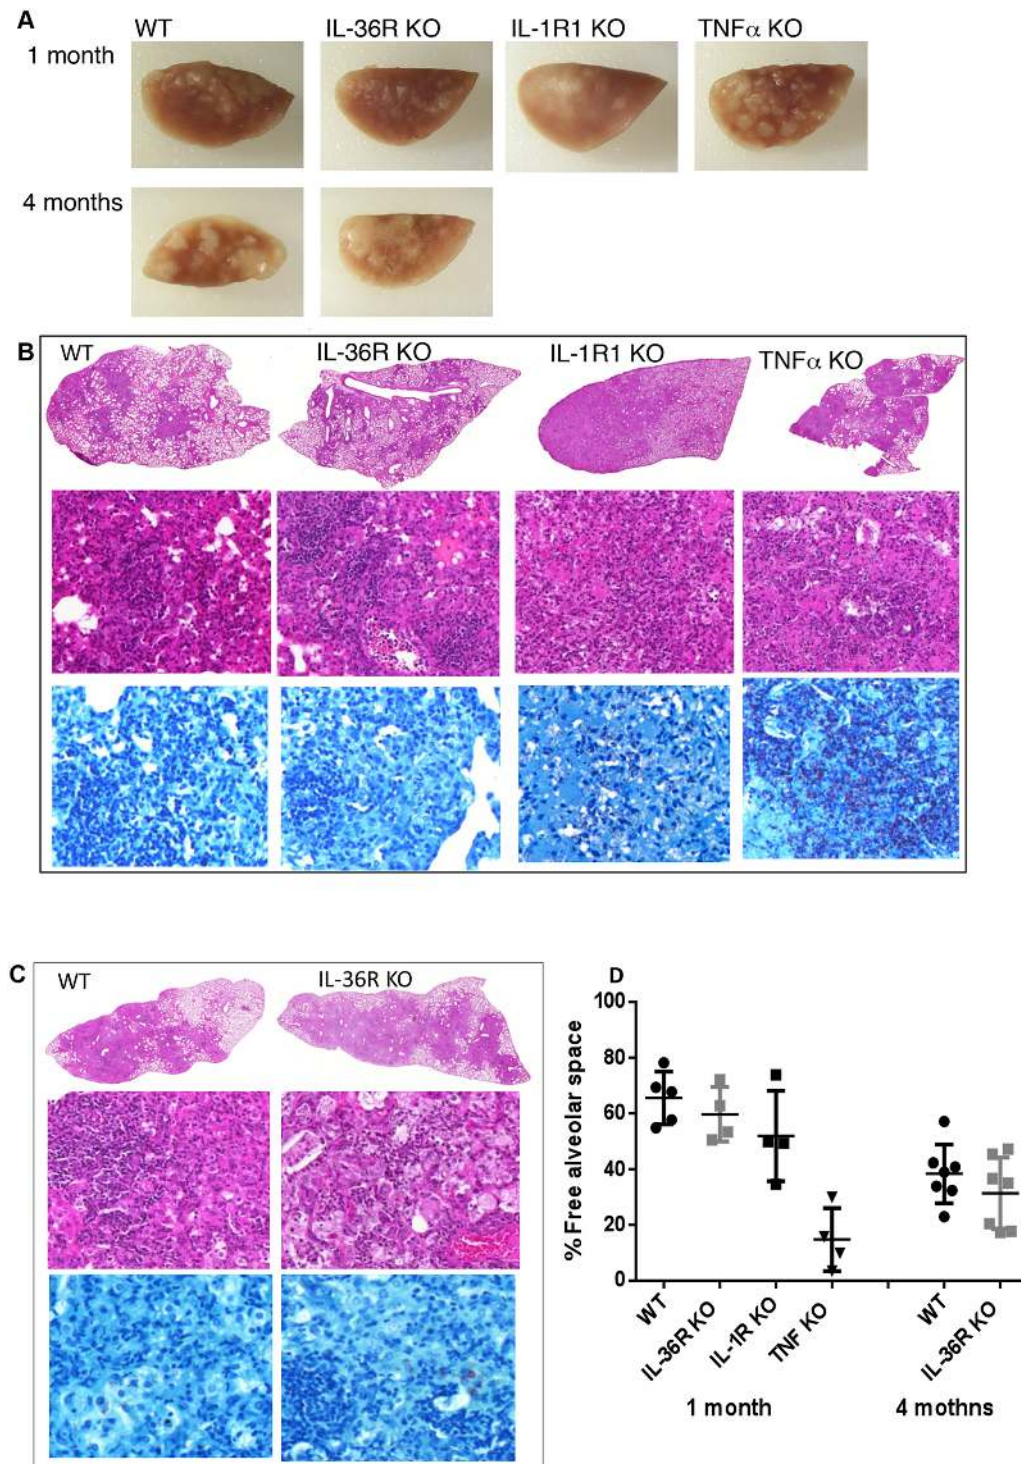 A
WT
IL-36R KO
IL-1R1 KO
TNFα KO
1 month
4 months
B
WT
IL-36R KO
IL-1R1 KO
TNFα KO
C
WT
IL-36R KO
D
% Free alveolar space
100
80
60
40
20
0
WT
IL-36R KO
IL-1R KO
TNF KO
WT
IL-36R KO
1 month
4 mothns